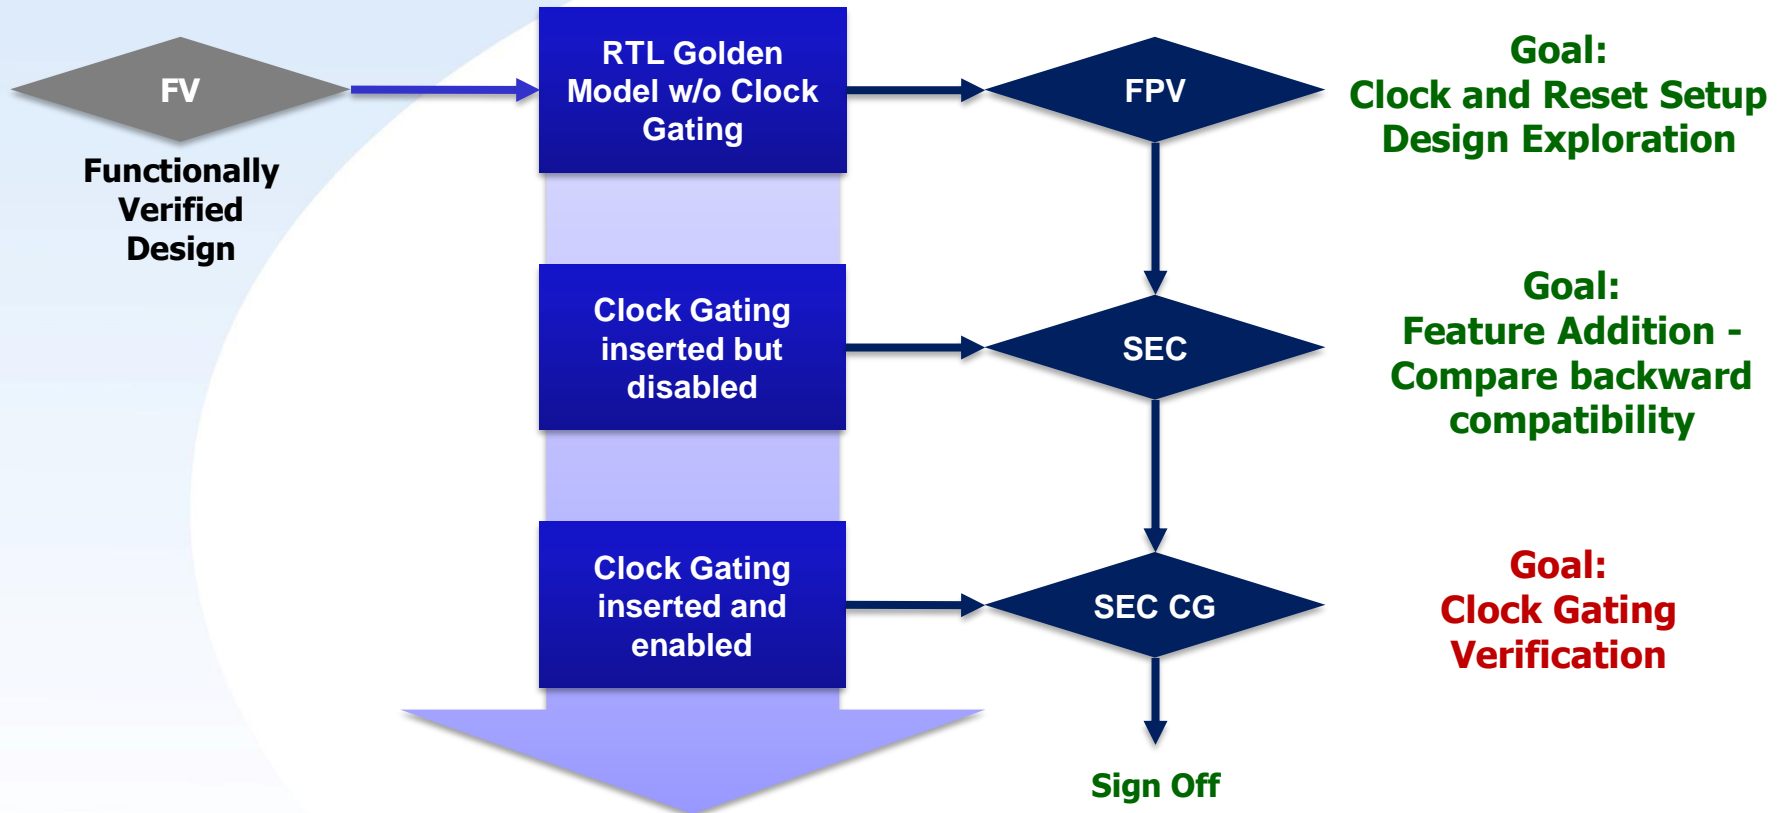 FV
Functionally
Verified
Design
RTL Golden
Model w/o Clock
Gating
FPV
Goal:
Clock and Reset Setup
Design Exploration
Clock Gating
inserted but
disabled
SEC
Goal:
Feature Addition -
Compare backward
compatibility
Clock Gating
inserted and
enabled
SEC CG
Goal:
Clock Gating
Verification
Sign Off